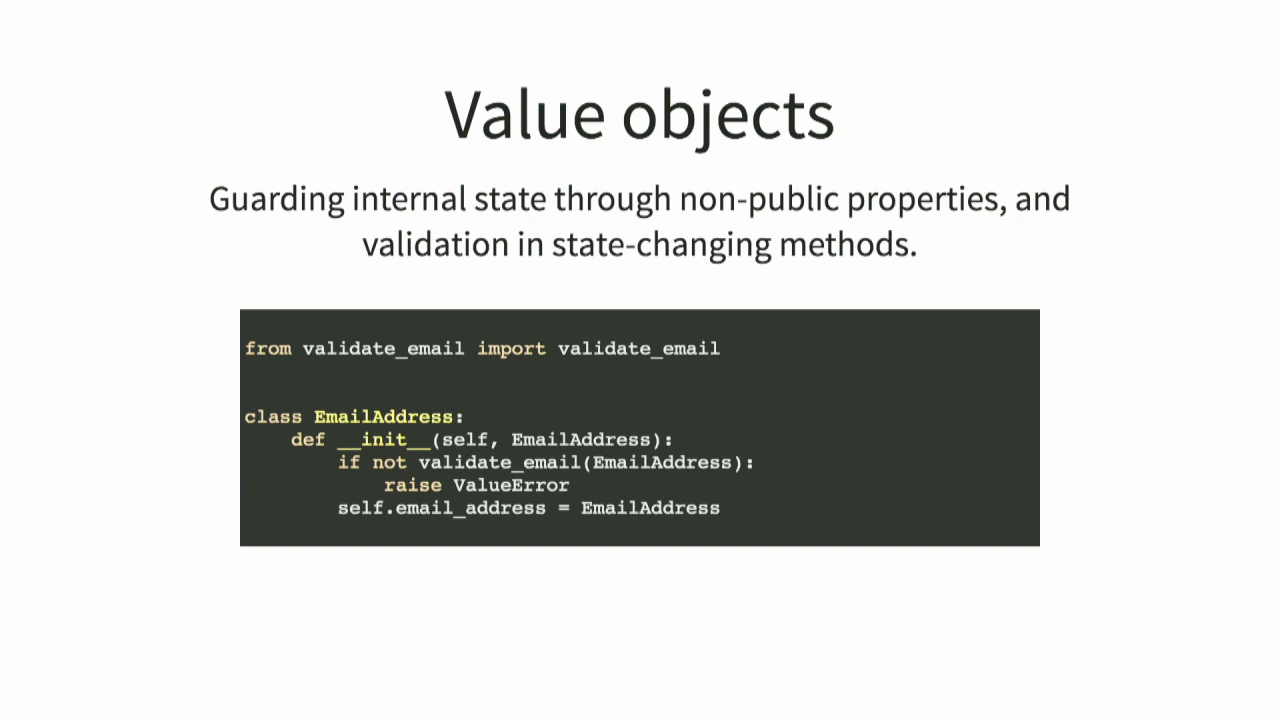 Value objects
Guarding internal state through non-public properties, and
validation in state-changing methods.
from validate_email import validate_email
class EmailAddress:
    def __init__(self, EmailAddress):
        if not validate_email(EmailAddress):
            raise ValueError
        self.email_address = EmailAddress